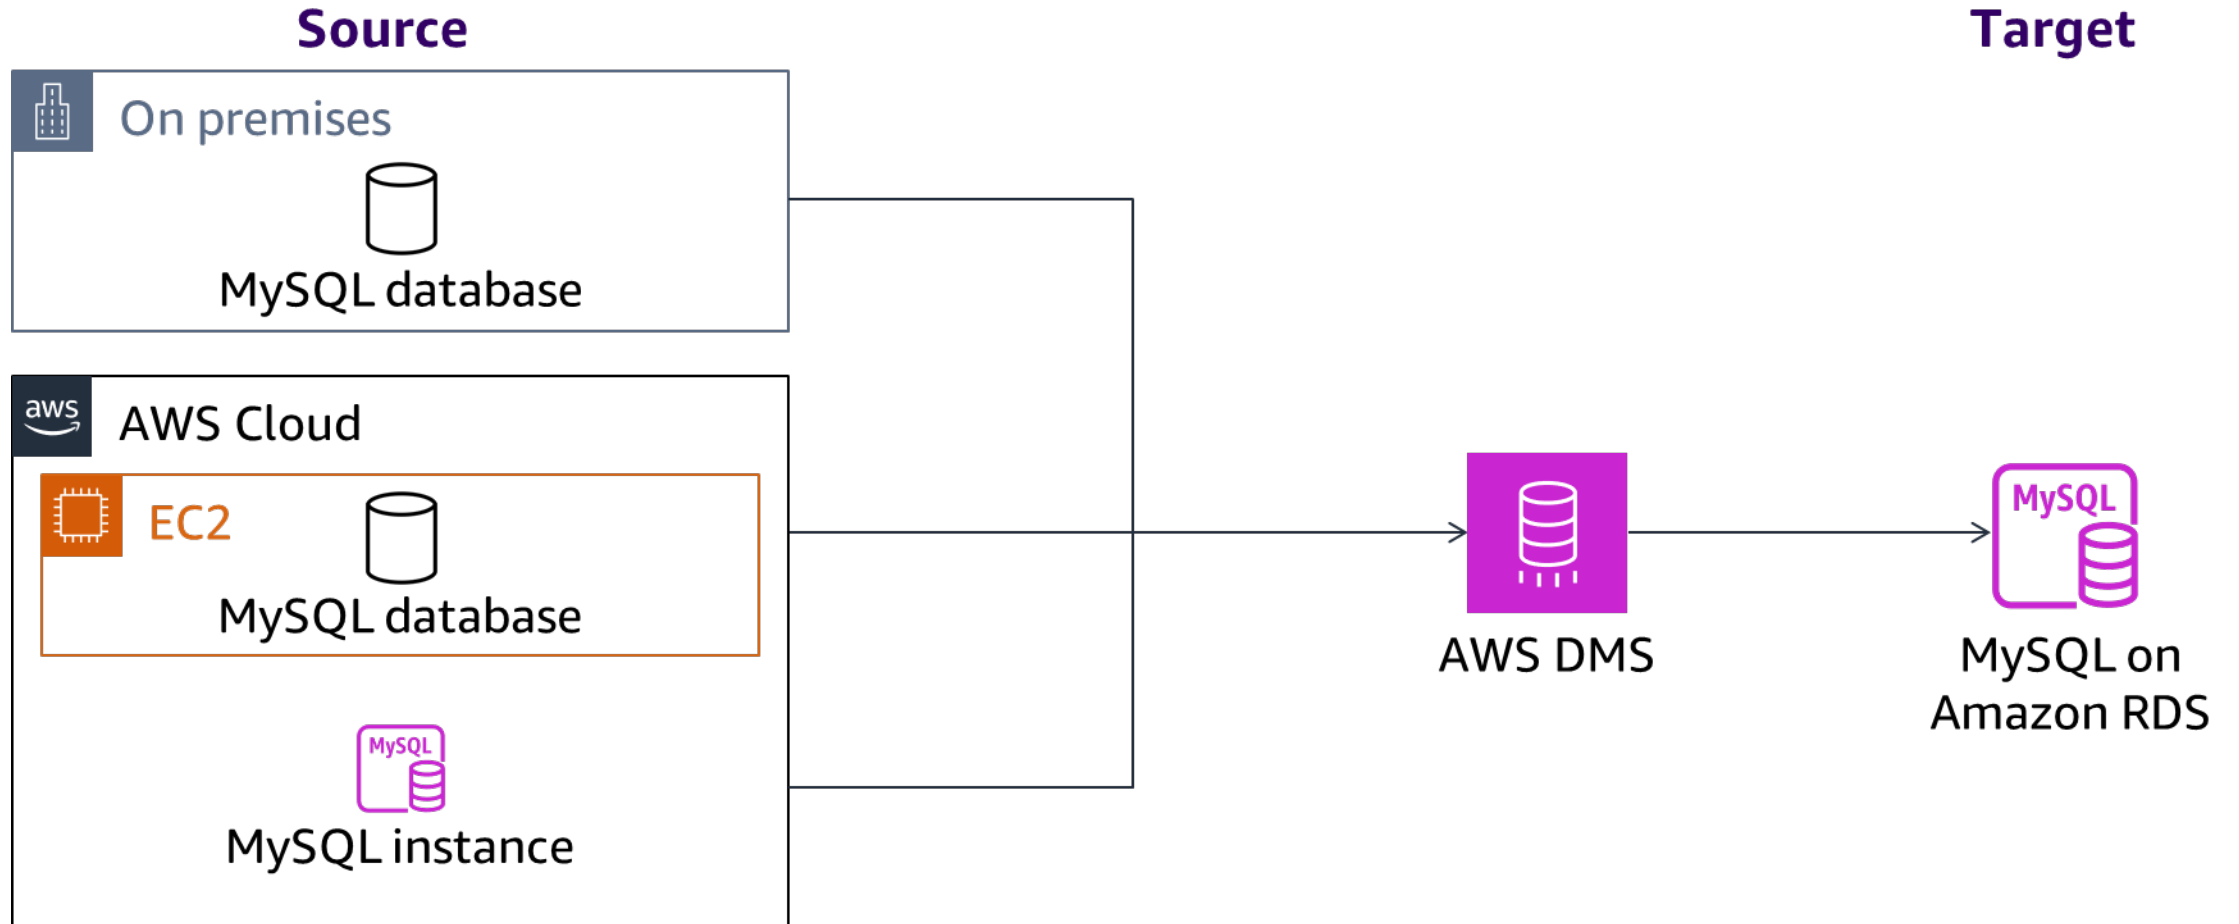 Source
Target
On premises
MySQL database
aws
AWS Cloud
EC2
MySQL database
MySQL
MySQL instance
AWS DMS
MySQL
MySQL on
Amazon RDS